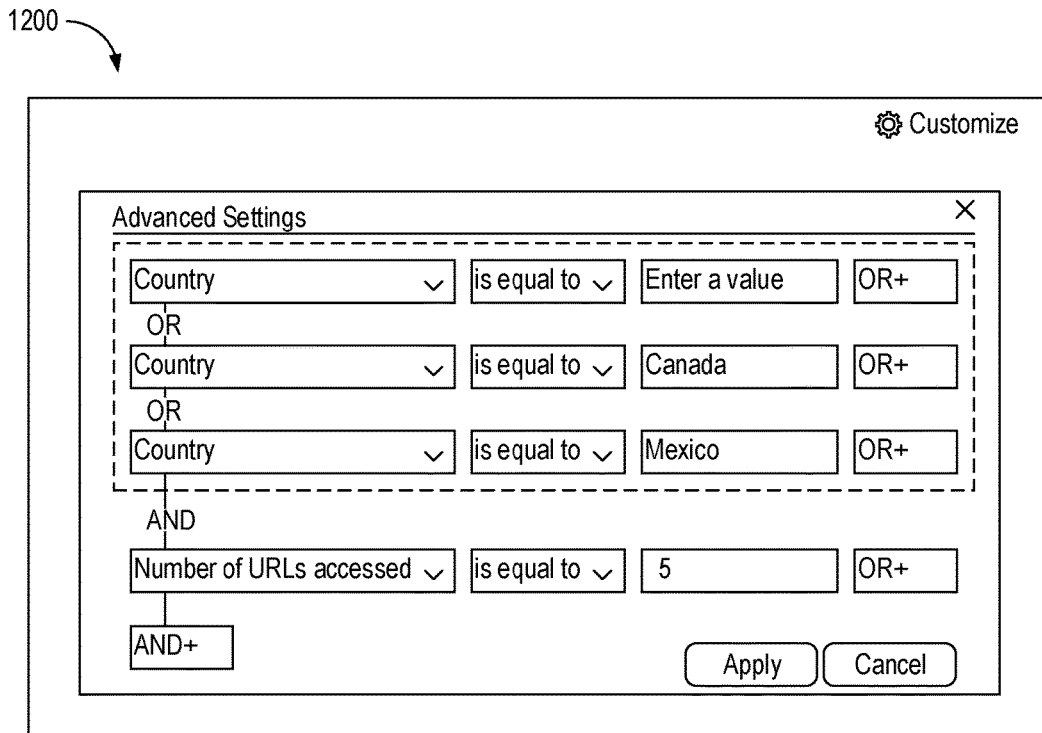 1200
Customize
Advanced Settings
Country is equal to Enter a value OR+
OR
Country is equal to Canada OR+
OR
Country is equal to Mexico OR+
AND
Number of URLs accessed is equal to 5 OR+
AND+
Apply Cancel